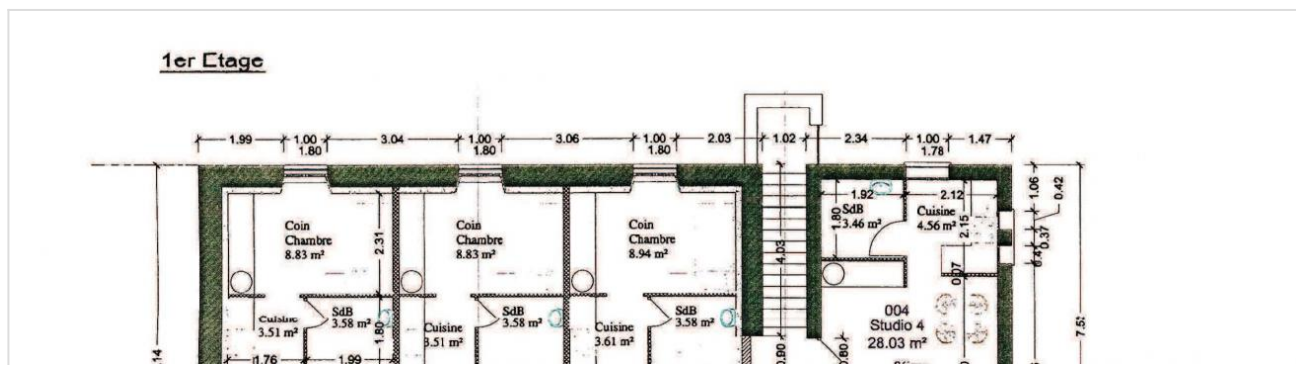 1er Etage
1.99 1.00 3.04 1.00 3.06 1.00 2.03 1.02 2.34 1.00 1.47
1.80 1.80 1.80 1.78
1.06
0.42
1.92 2.12
Coin
Chambre
8.83 m²
2.31
Coin
Chambre
8.83 m²
Coin
Chambre
8.94 m²
4.03
1.80
SdB
3.46 m²
Cuisine
4.56 m²
2.15
0.37
0.41
0.07
Cuisine
3.51 m²
SdB
3.58 m²
1.80
Cuisine
3.51 m²
SdB
3.58 m²
Cuisine
3.61 m²
SdB
3.58 m²
004
Studio 4
28.03 m²
7.52
1.76 1.99
0.90